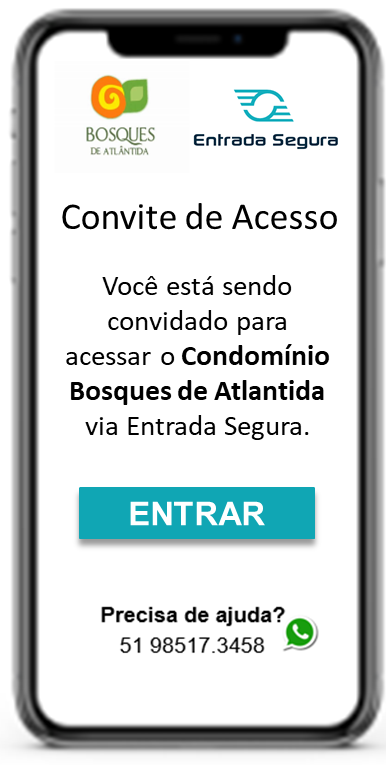 BOSQUES
DE ATLÂNTIDA
Entrada Segura
Convite de Acesso
Você está sendo
convidado para
acessar o Condomínio
Bosques de Atlantida
via Entrada Segura.
ENTRAR
Precisa de ajuda?
51 98517.3458